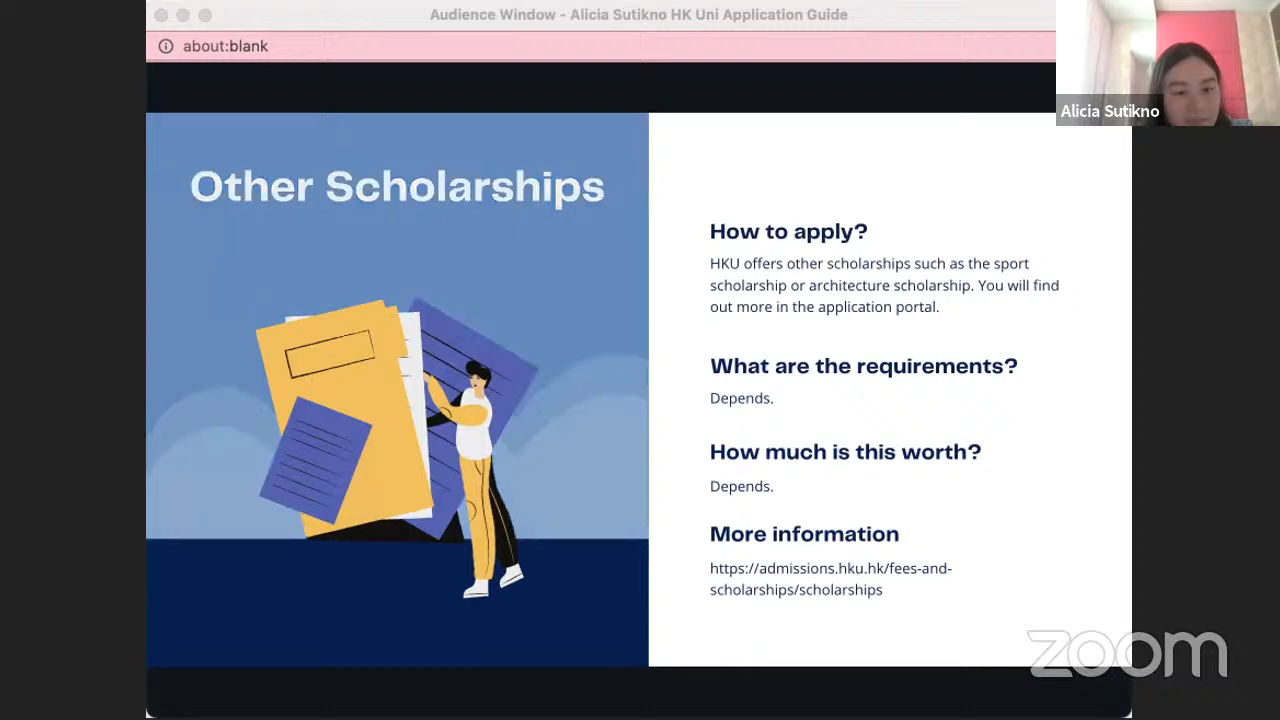 Audience Window - Alicia Sutikno HK Uni Application Guide
about:blank
Alicia Sutikno
Other Scholarships
How to apply?
HKU offers other scholarships such as the sport
scholarship or architecture scholarship. You will find
out more in the application portal.
What are the requirements?
Depends.
How much is this worth?
Depends.
More information
https://admissions.hku.hk/fees-and-
scholarships/scholarships
zoom